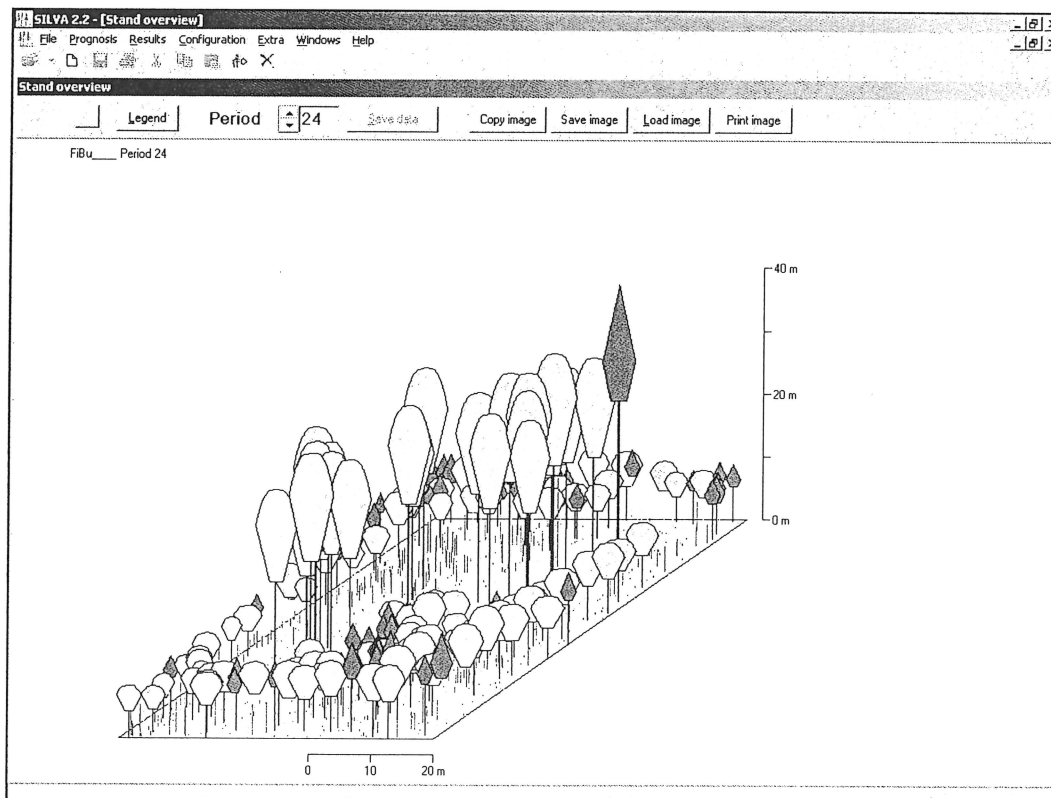 SILVA 2.2 - [Stand overview]
File Prognosis Results Configuration Extra Windows Help
Stand overview
Legend Period 24 Save data Copy image Save image Load image Print image
FiBu____ Period 24
40 m
20 m
0 m
0 10 20 m